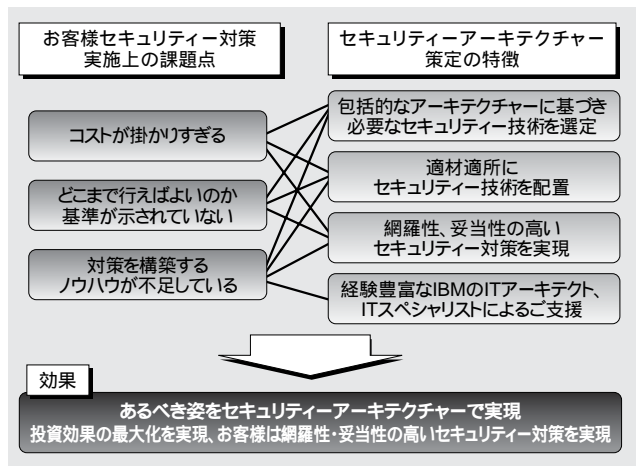 お客様セキュリティー対策
実施上の課題点
セキュリティーアーキテクチャー
策定の特徴
コストが掛かりすぎる
どこまで行えばよいのか
基準が示されていない
対策を構築する
ノウハウが不足している
包括的なアーキテクチャーに基づき
必要なセキュリティー技術を選定
適材適所に
セキュリティー技術を配置
網羅性、妥当性の高い
セキュリティー対策を実現
経験豊富なIBMのITアーキテクト、
ITスペシャリストによるご支援
効果
あるべき姿をセキュリティーアーキテクチャーで実現
投資効果の最大化を実現、お客様は網羅性・妥当性の高いセキュリティー対策を実現